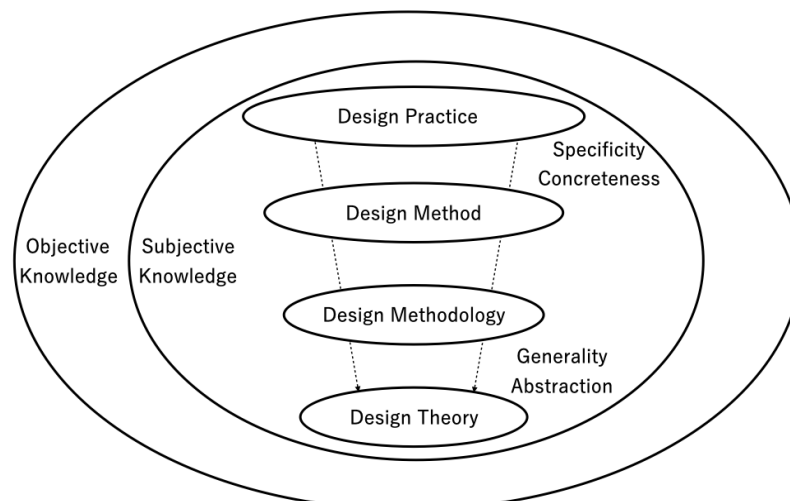 Design Practice
Specificity
Concreteness
Design Method
Objective
Knowledge
Subjective
Knowledge
Design Methodology
Generality
Abstraction
Design Theory